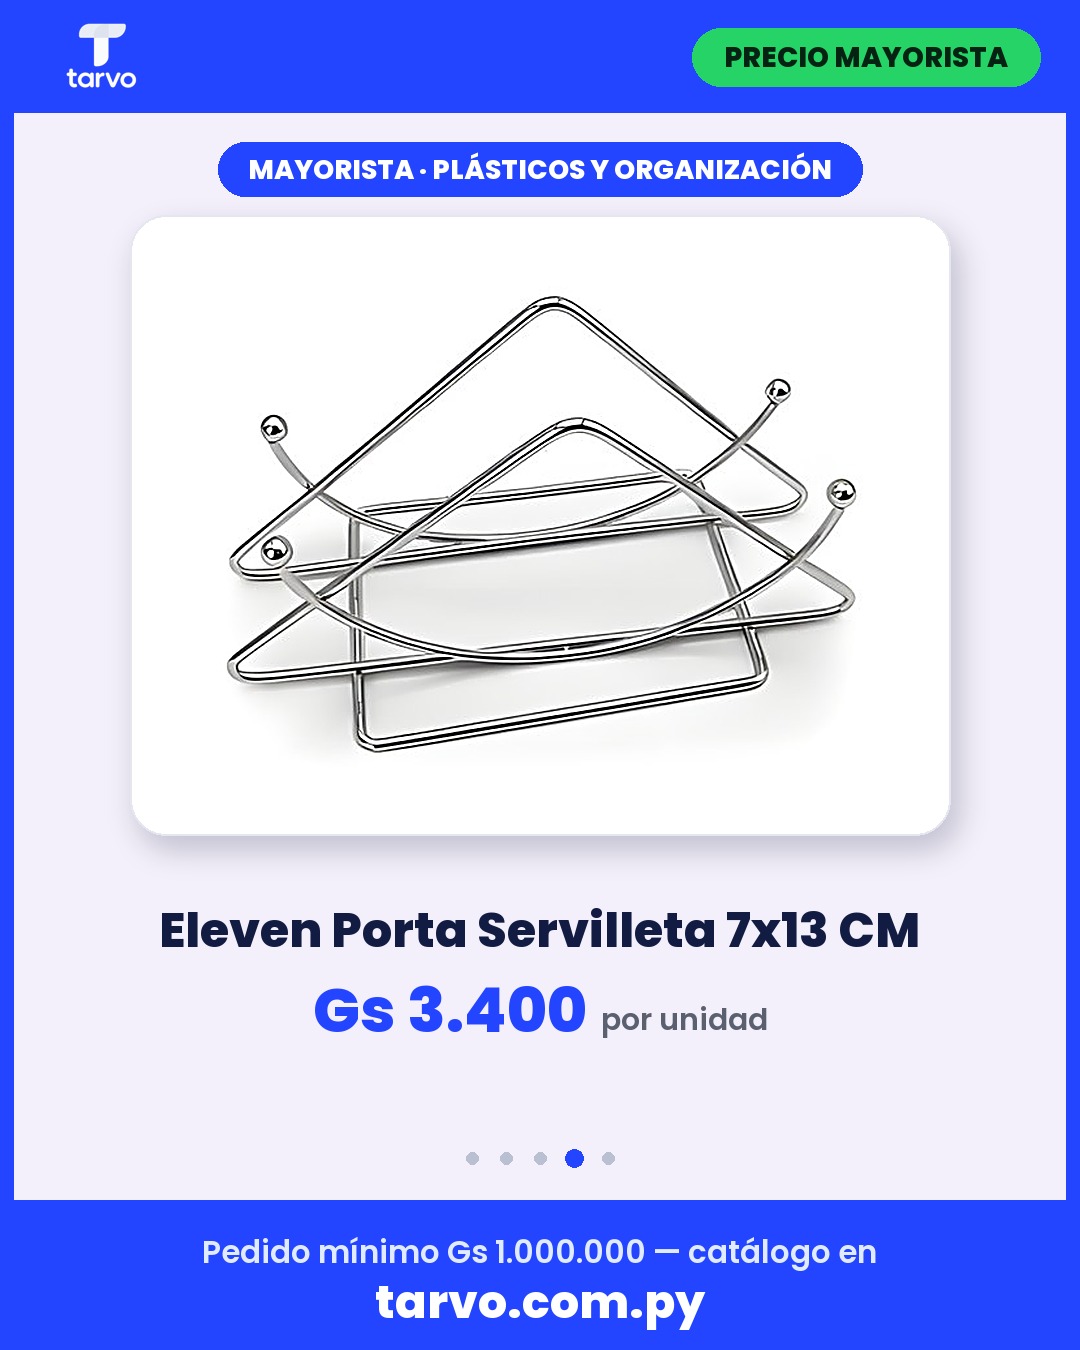 tarvo
PRECIO MAYORISTA
MAYORISTA · PLÁSTICOS Y ORGANIZACIÓN
Eleven Porta Servilleta 7x13 CM
Gs 3.400 por unidad
Pedido mínimo Gs 1.000.000 — catálogo en
tarvo.com.py